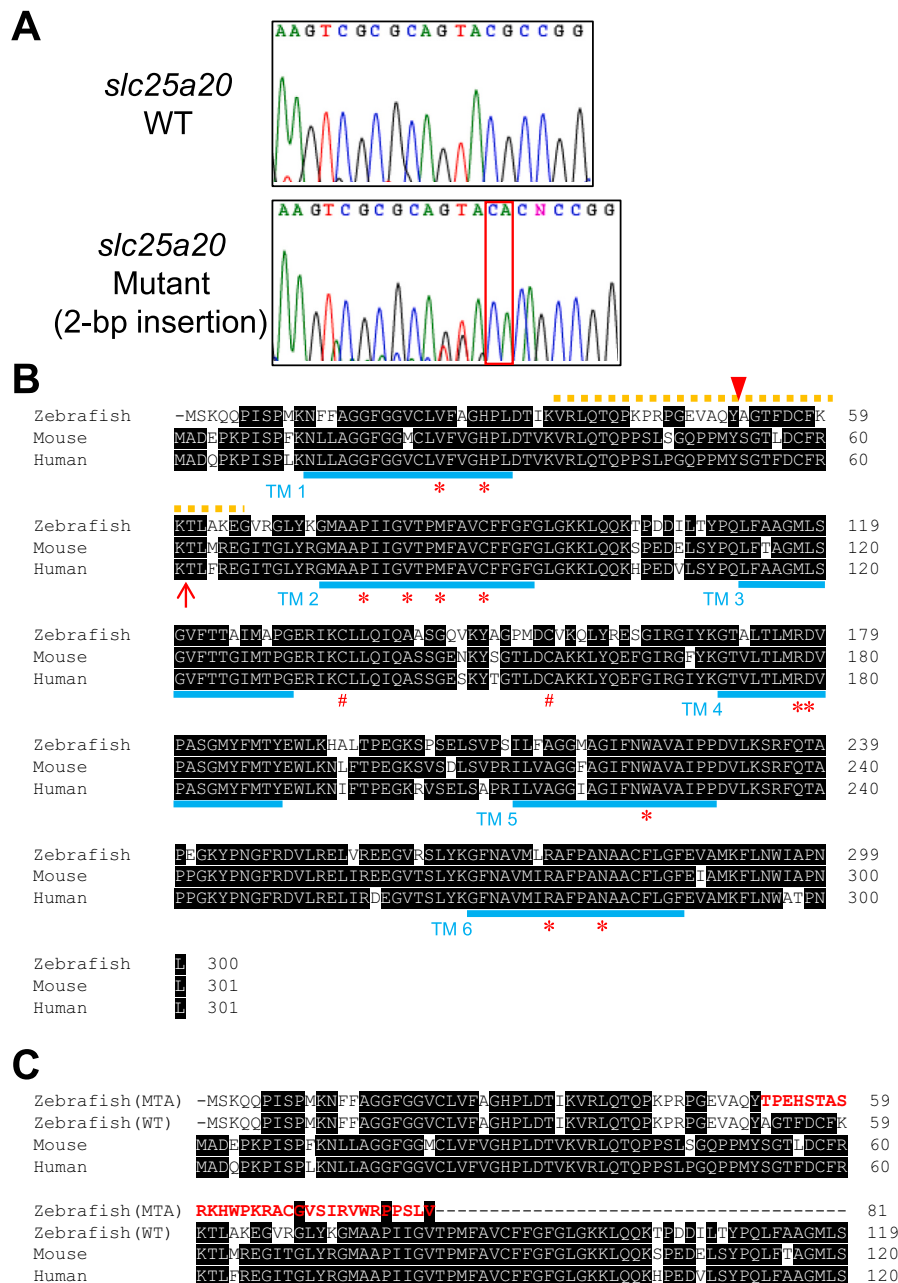 A
slc25a20
WT
AAGTCGCGCAGTACGCCGG
slc25a20
Mutant
(2-bp insertion)
AAGTCGCGCAGTACACNCCGG
B
Zebrafish -MSKQQPISPMKNFFAGGFGGVCLVFAGHPLDTIKVRLQTQPKPRPGEVAQYAGTFDCFK 59
Mouse MADEPKPISPFKNLLAGGFGGMCLVFVGHPLDTVKVRLQTQPPSLSGQPPMYSGTLDCFR 60
Human MADQPKPISPLKNLLAGGFGGVCLVFVGHPLDTVKVRLQTQPPSLPGQPPMYSGTFDCFR 60
TM 1 * *
Zebrafish KTLAKEGVRGLYKGMAAPIIGVTPMFAVCFFGFGLGKKLQQKTPDDILTYPQLFAAGMLS 119
Mouse KTLMREGITGLYRGMAAPIIGVTPMFAVCFFGFGLGKKLQQKSPEDELSYPQLFTAGMLS 120
Human KTLFREGITGLYRGMAAPIIGVTPMFAVCFFGFGLGKKLQQKHPEDVLSYPQLFAAGMLS 120
TM 2 * * * * TM 3
Zebrafish GVFTTAIMAPGERIKCLLQIQAASGQVKYAGPMDCVKQLYRESGIRGIYKGTALTLMRDV 179
Mouse GVFTTGIMTPGERIKCLLQIQASSGENKYSGTLDCAKKLYQEFGIRGFYKGTVLTLMRDV 180
Human GVFTTGIMTPGERIKCLLQIQASSGESKYTGTLDCAKKLYQEFGIRGIYKGTVLTLMRDV 180
# # TM 4 **
Zebrafish PASGMYFMTYEWLKHALTPEGKSPSELSVPSILFAGGMAGIFNWAVAIPPDVLKSRFQTA 239
Mouse PASGMYFMTYEWLKNLFTPEGKSVSDLSVPRILVAGGFAGIFNWAVAIPPDVLKSRFQTA 240
Human PASGMYFMTYEWLKNIFTPEGKRVSELSAPRILVAGGIAGIFNWAVAIPPDVLKSRFQTA 240
TM 5 *
Zebrafish PEGKYPNGFRDVLRELVREEGVRSLYKGFNAVMLRAFPANAACFLGFEVAMKFLNWIAPN 299
Mouse PPGKYPNGFRDVLRELIREEGVTSLYKGFNAVMIRAFPANAACFLGFEIAMKFLNWIAPN 300
Human PPGKYPNGFRDVLRELIRDEGVTSLYKGFNAVMIRAFPANAACFLGFEVAMKFLNWATPN 300
TM 6 * *
Zebrafish L 300
Mouse L 301
Human L 301
C
Zebrafish(MTA) -MSKQQPISPMKNFFAGGFGGVCLVFAGHPLDTIKVRLQTQPKPRPGEVAQYTPEHSTAS 59
Zebrafish(WT) -MSKQQPISPMKNFFAGGFGGVCLVFAGHPLDTIKVRLQTQPKPRPGEVAQYAGTFDCFK 59
Mouse MADEPKPISPFKNLLAGGFGGMCLVFVGHPLDTVKVRLQTQPPSLSGQPPMYSGTLDCFR 60
Human MADQPKPISPLKNLLAGGFGGVCLVFVGHPLDTVKVRLQTQPPSLPGQPPMYSGTFDCFR 60
Zebrafish(MTA) RKHWPKRACGVSIRVWRPPSLV-------------------------------------- 81
Zebrafish(WT) KTLAKEGVRGLYKGMAAPIIGVTPMFAVCFFGFGLGKKLQQKTPDDILTYPQLFAAGMLS 119
Mouse KTLMREGITGLYRGMAAPIIGVTPMFAVCFFGFGLGKKLQQKSPEDELSYPQLFTAGMLS 120
Human KTLFREGITGLYRGMAAPIIGVTPMFAVCFFGFGLGKKLQQKHPEDVLSYPQLFAAGMLS 120